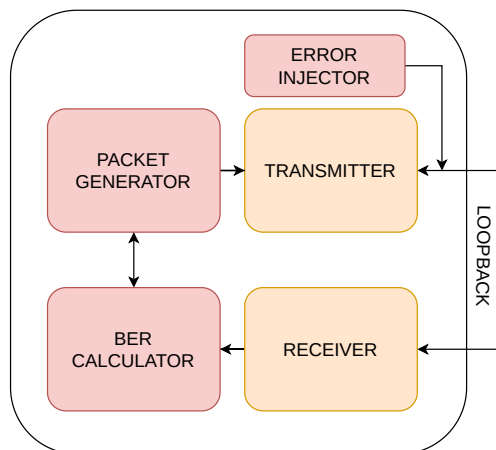 ERROR
INJECTOR
PACKET
GENERATOR
TRANSMITTER
LOOPBACK
BER
CALCULATOR
RECEIVER